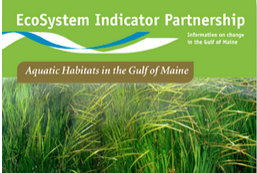 EcoSystem Indicator Partnership
Information on change
in the Gulf of Maine
Aquatic Habitats in the Gulf of Maine